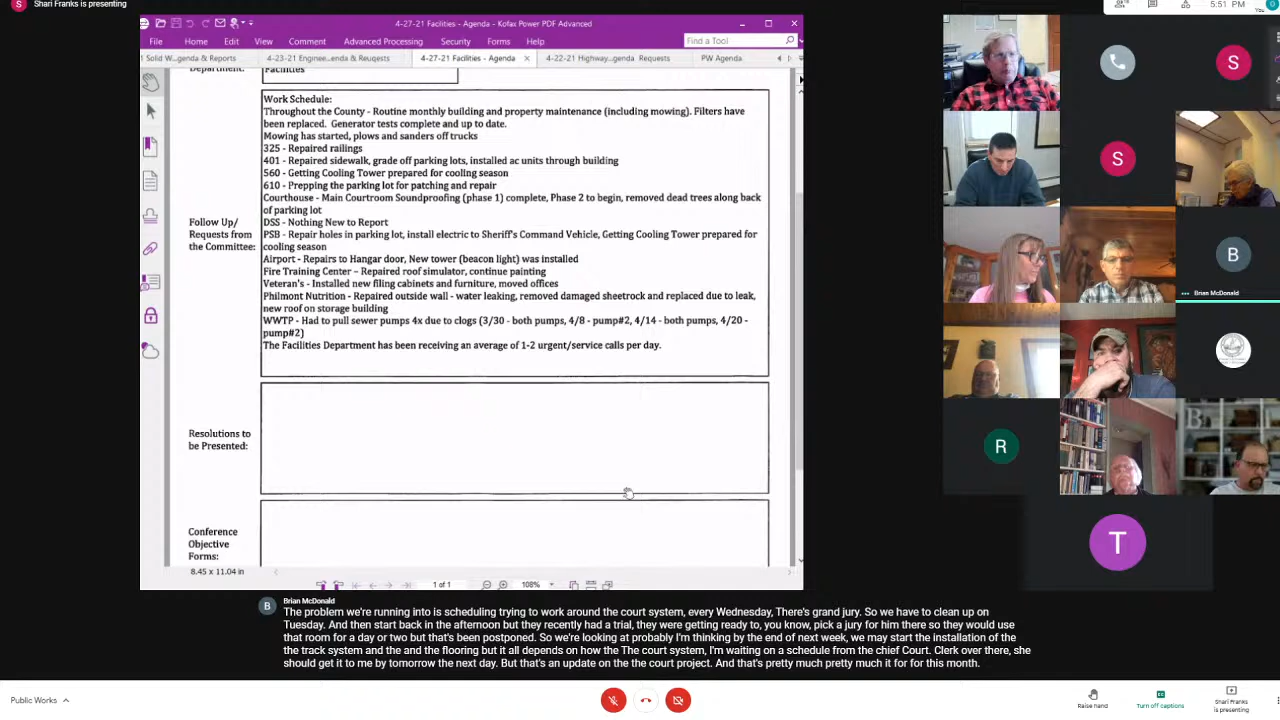 Shari Franks is presenting
5:51 PM
You
4-27-21 Facilities - Agenda - Kofax Power PDF Advanced
File Home Edit View Comment Advanced Processing Security Forms Help
Find a Tool
1 Solid W...genda & Reports
4-23-21 Enginee...enda & Reuqests
4-27-21 Facilities - Agenda
4-22-21 Highway...genda Requests
PW Agenda
Department:
Facilities
Work Schedule:
Throughout the County - Routine monthly building and property maintenance (including mowing). Filters have
been replaced. Generator tests complete and up to date.
Mowing has started, plows and sanders off trucks
325 - Repaired railings
401 - Repaired sidewalk, grade off parking lots, installed ac units through building
560 - Getting Cooling Tower prepared for cooling season
610 - Prepping the parking lot for patching and repair
Courthouse - Main Courtroom Soundproofing (phase 1) complete, Phase 2 to begin, removed dead trees along back
of parking lot
DSS - Nothing New to Report
PSB - Repair holes in parking lot, install electric to Sheriff's Command Vehicle, Getting Cooling Tower prepared for
cooling season
Airport - Repairs to Hangar door, New tower (beacon light) was installed
Fire Training Center – Repaired roof simulator, continue painting
Veteran's - Installed new filing cabinets and furniture, moved offices
Philmont Nutrition - Repaired outside wall - water leaking, removed damaged sheetrock and replaced due to leak,
new roof on storage building
WWTP - Had to pull sewer pumps 4x due to clogs (3/30 - both pumps, 4/8 - pump#2, 4/14 - both pumps, 4/20 -
pump#2)
The Facilities Department has been receiving an average of 1-2 urgent/service calls per day.
Follow Up/
Requests from
the Committee:
Resolutions to
be Presented:
Conference
Objective
Forms:
8.45 x 11.04 in
1 of 1
108%
S
S
B
Brian McDonald
R
B
T
B
Brian McDonald
The problem we're running into is scheduling trying to work around the court system, every Wednesday, There's grand jury. So we have to clean up on
Tuesday. And then start back in the afternoon but they recently had a trial, they were getting ready to, you know, pick a jury for him there so they would use
that room for a day or two but that's been postponed. So we're looking at probably I'm thinking by the end of next week, we may start the installation of the
the track system and the and the flooring but it all depends on how the The court system, I'm waiting on a schedule from the chief Court. Clerk over there, she
should get it to me by tomorrow the next day. But that's an update on the the court project. And that's pretty much pretty much it for for this month.
Public Works
Raise hand
Turn off captions
Shari Franks
is presenting